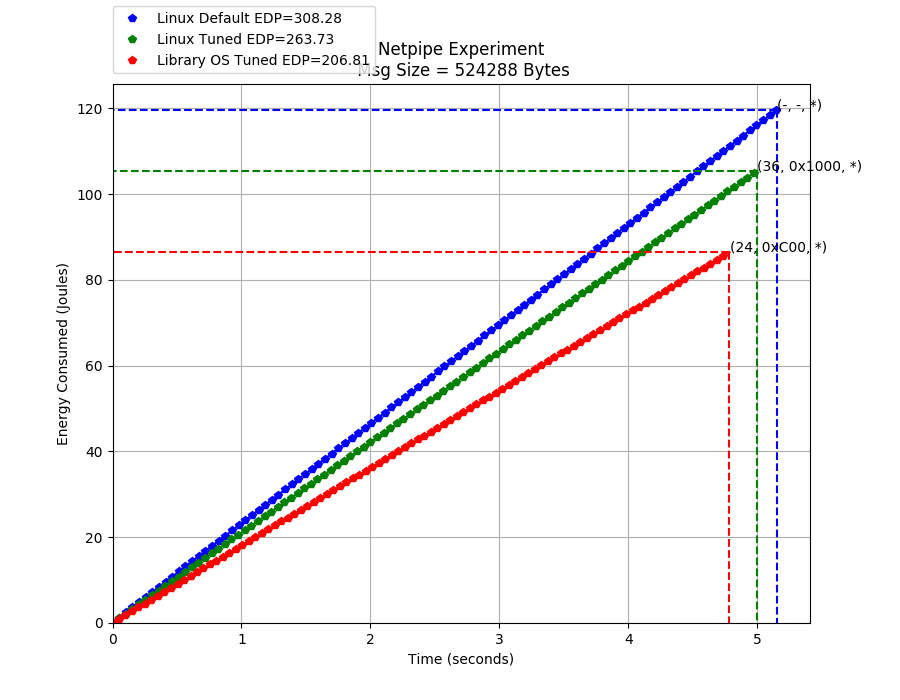 Linux Default EDP=308.28
Linux Tuned EDP=263.73
Library OS Tuned EDP=206.81
Netpipe Experiment
Msg Size = 524288 Bytes
(-, -, *)
(36, 0x1000, *)
(24, 0xC00, *)
Energy Consumed (Joules)
120
100
80
60
40
20
0
0 1 2 3 4 5
Time (seconds)